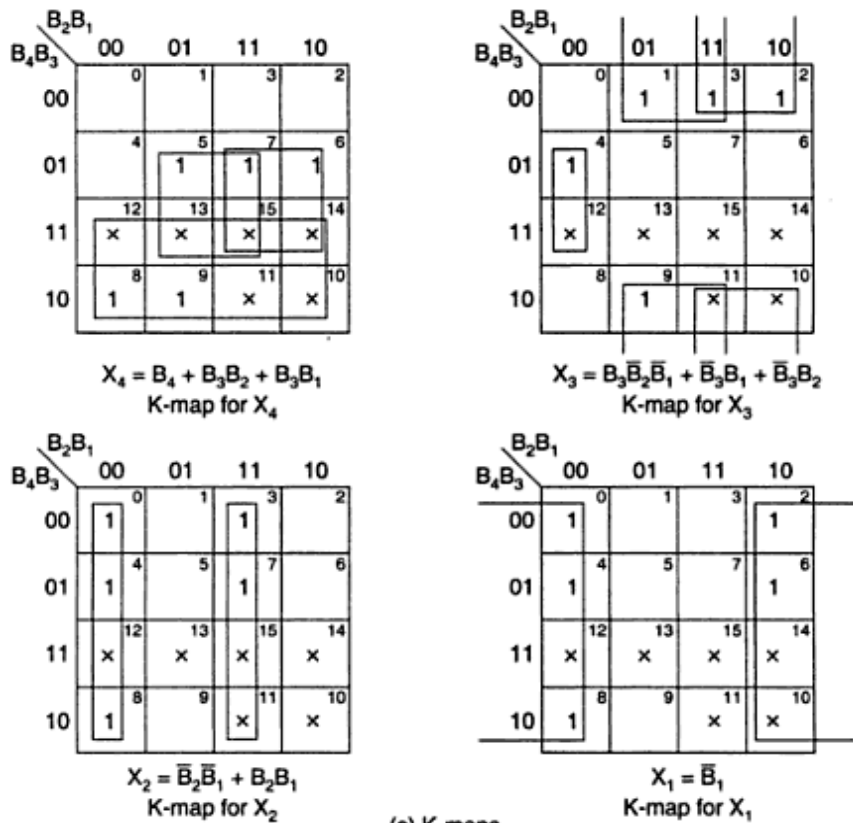 B₂B₁
B₄B₃ 00 01 11 10
0 1 3 2
00
4 5 7 6
01 1 1 1
12 13 15 14
11 × × × ×
8 9 11 10
10 1 1 × ×
X₄ = B₄ + B₃B₂ + B₃B₁
K-map for X₄
B₂B₁
B₄B₃ 00 01 11 10
0 1 3 2
00 1 1 1
4 5 7 6
01 1
12 13 15 14
11 × × × ×
8 9 11 10
10 1 × ×
X₃ = B₃B̅₂B̅₁ + B̅₃B₁ + B̅₃B₂
K-map for X₃
B₂B₁
B₄B₃ 00 01 11 10
0 1 3 2
00 1 1
4 5 7 6
01 1 1
12 13 15 14
11 × × × ×
8 9 11 10
10 1 × ×
X₂ = B̅₂B̅₁ + B₂B₁
K-map for X₂
B₂B₁
B₄B₃ 00 01 11 10
0 1 3 2
00 1 1
4 5 7 6
01 1 1
12 13 15 14
11 × × × ×
8 9 11 10
10 1 × ×
X₁ = B̅₁
K-map for X₁